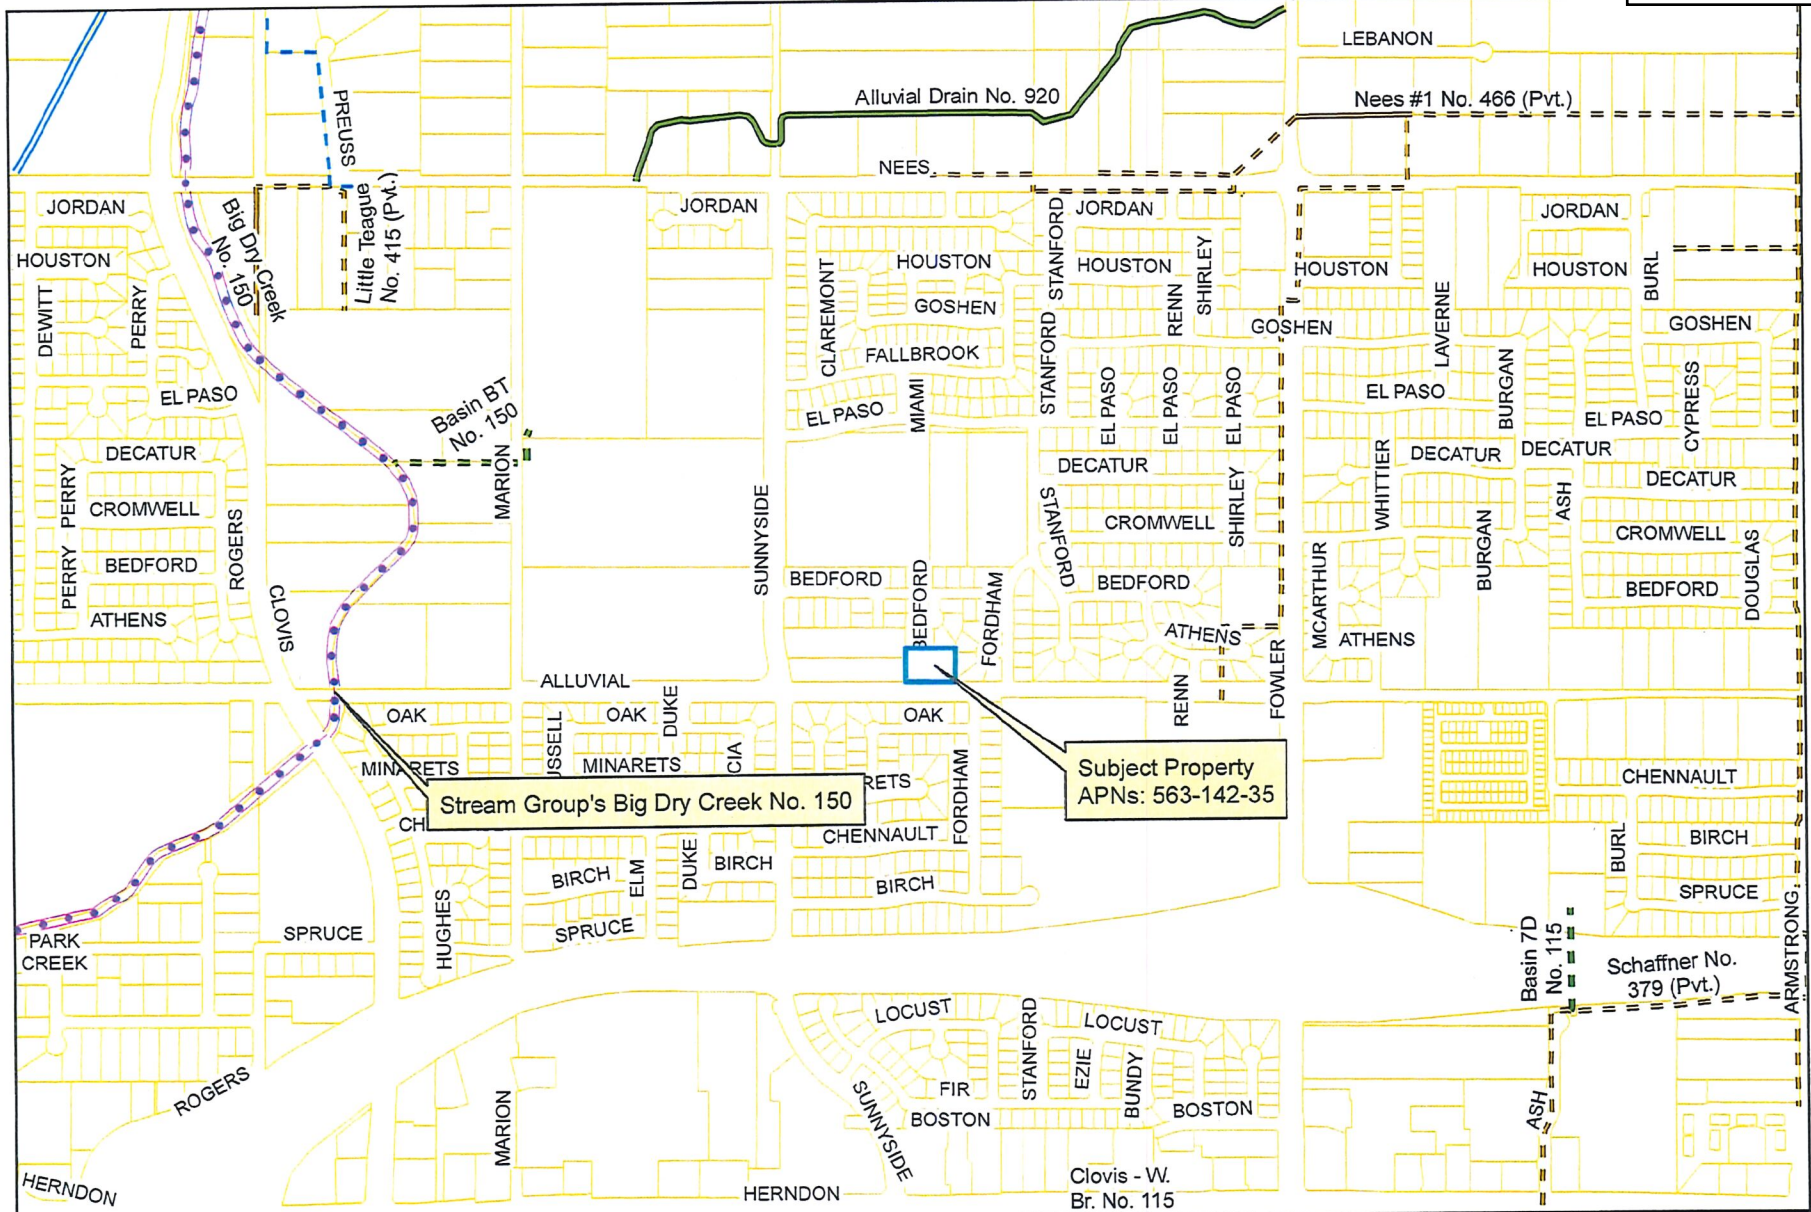 LEBANON
PREUSS
Alluvial Drain No. 920
Nees #1 No. 466 (Pvt.)
NEES
JORDAN
Big Dry Creek
No. 150
Little Teague
No. 415 (Pvt.)
JORDAN
STANFORD
JORDAN
JORDAN
HOUSTON
DEWITT
PERRY
CLAREMONT
HOUSTON
GOSHEN
FALLBROOK
HOUSTON
RENN
SHIRLEY
HOUSTON
GOSHEN
LAVERNE
HOUSTON
BURL
GOSHEN
STANFORD
EL PASO
Basin BT
No. 150
MARION
EL PASO
MIAMI
EL PASO
EL PASO
EL PASO
EL PASO
BURGAN
EL PASO
CYPRESS
DECATUR
PERRY
CROMWELL
PERRY
BEDFORD
ROGERS
ATHENS
CLOVIS
SUNNYSIDE
DECATUR
STANFORD
CROMWELL
SHIRLEY
WHITTIER
DECATUR
DECATUR
DECATUR
ASH
CROMWELL
BURGAN
BEDFORD
DOUGLAS
BEDFORD
BEDFORD
FORDHAM
BEDFORD
ATHENS
RENN
FOWLER
MCARTHUR
ATHENS
ALLUVIAL
OAK
USSELL
OAK
DUKE
CIA
OAK
MINARETS
MINARETS
RETS
FORDHAM
Stream Group's Big Dry Creek No. 150
Subject Property
APNs: 563-142-35
CHENNAULT
CH
CHENNAULT
BIRCH
ELM
DUKE
BIRCH
BIRCH
BURL
BIRCH
SPRUCE
HUGHES
SPRUCE
SPRUCE
PARK
CREEK
Basin 7D
No. 115
Schaffner No.
379 (Pvt.)
ARMSTRONG
LOCUST
STANFORD
LOCUST
EZIE
BUNDY
FIR
BOSTON
BOSTON
ROGERS
MARION
SUNNYSIDE
ASH
HERNDON
HERNDON
Clovis - W.
Br. No. 115